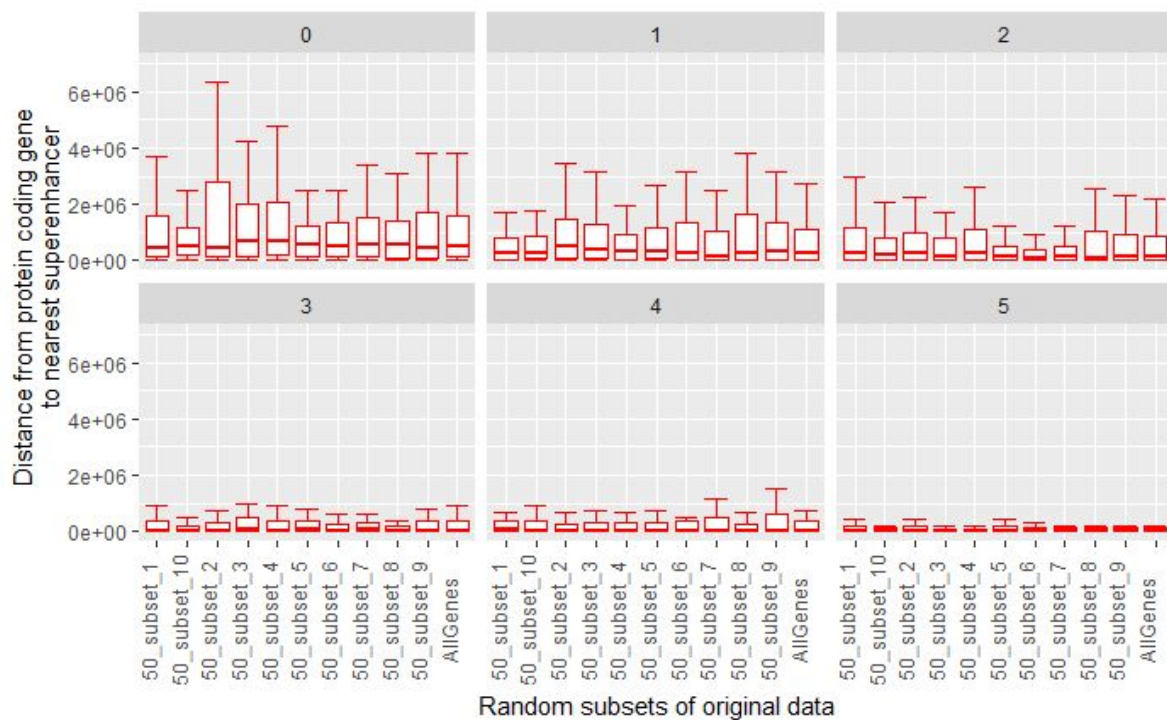 0 1 2
6e+06
4e+06
2e+06
0e+00
3 4 5
6e+06
4e+06
2e+06
0e+00
Distance from protein coding gene
to nearest superenhancer
50_subset_1 50_subset_10 50_subset_2 50_subset_3 50_subset_4 50_subset_5 50_subset_6 50_subset_7 50_subset_8 50_subset_9 AllGenes 50_subset_1 50_subset_10 50_subset_2 50_subset_3 50_subset_4 50_subset_5 50_subset_6 50_subset_7 50_subset_8 50_subset_9 AllGenes 50_subset_1 50_subset_10 50_subset_2 50_subset_3 50_subset_4 50_subset_5 50_subset_6 50_subset_7 50_subset_8 50_subset_9 AllGenes
Random subsets of original data